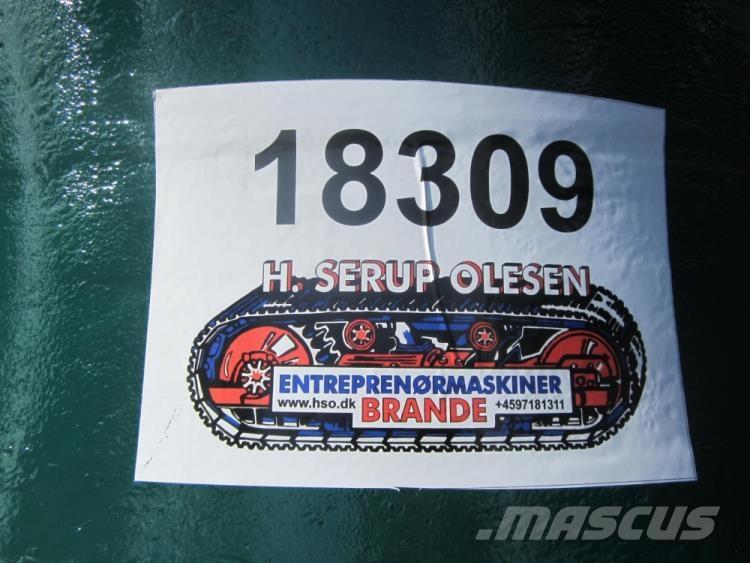 18309
H. SERUP OLESEN
ENTREPRENØRMASKINER
www.hso.dk BRANDE +4597181311
.MASCUS